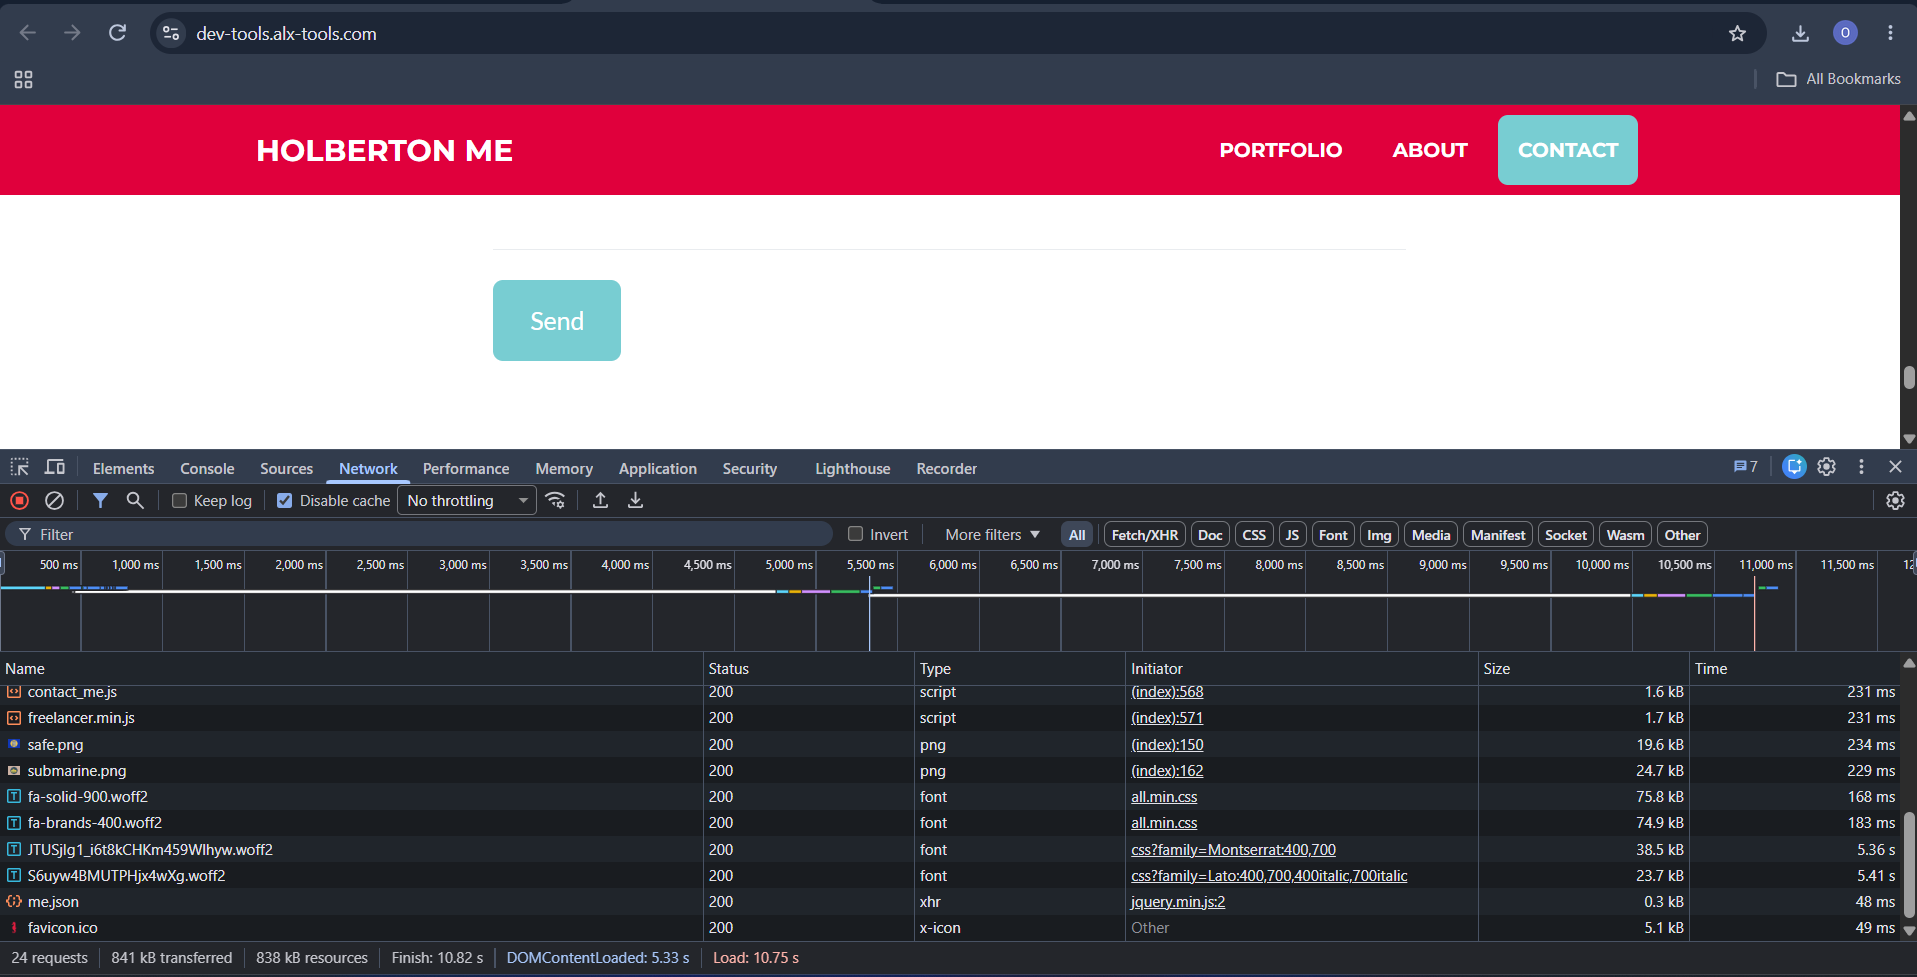 dev-tools.alx-tools.com
O
All Bookmarks
HOLBERTON ME
PORTFOLIO ABOUT CONTACT
Send
Elements Console Sources Network Performance Memory Application Security Lighthouse Recorder 7
Keep log Disable cache No throttling
Filter Invert More filters All Fetch/XHR Doc CSS JS Font Img Media Manifest Socket Wasm Other
500 ms 1,000 ms 1,500 ms 2,000 ms 2,500 ms 3,000 ms 3,500 ms 4,000 ms 4,500 ms 5,000 ms 5,500 ms 6,000 ms 6,500 ms 7,000 ms 7,500 ms 8,000 ms 8,500 ms 9,000 ms 9,500 ms 10,000 ms 10,500 ms 11,000 ms 11,500 ms 12
Name Status Type Initiator Size Time
contact_me.js 200 script (index):568 1.6 kB 231 ms
freelancer.min.js 200 script (index):571 1.7 kB 231 ms
safe.png 200 png (index):150 19.6 kB 234 ms
submarine.png 200 png (index):162 24.7 kB 229 ms
fa-solid-900.woff2 200 font all.min.css 75.8 kB 168 ms
fa-brands-400.woff2 200 font all.min.css 74.9 kB 183 ms
JTUSjIg1_i6t8kCHKm459Wlhyw.woff2 200 font css?family=Montserrat:400,700 38.5 kB 5.36 s
S6uyw4BMUTPHjx4wXg.woff2 200 font css?family=Lato:400,700,400italic,700italic 23.7 kB 5.41 s
me.json 200 xhr jquery.min.js:2 0.3 kB 48 ms
favicon.ico 200 x-icon Other 5.1 kB 49 ms
24 requests 841 kB transferred 838 kB resources Finish: 10.82 s DOMContentLoaded: 5.33 s Load: 10.75 s